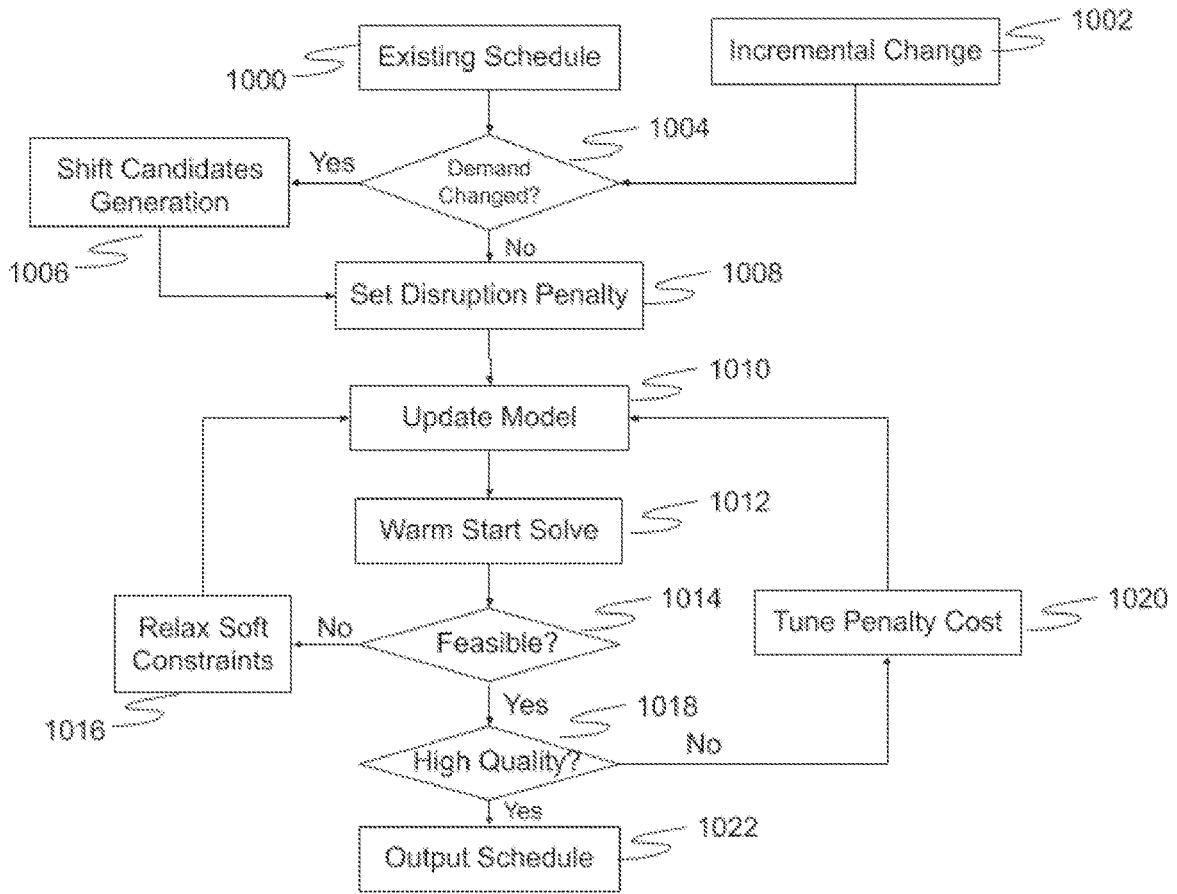 Existing Schedule
1000
Incremental Change
1002
Demand
Changed?
1004
Yes
Shift Candidates
Generation
1006
No
Set Disruption Penalty
1008
Update Model
1010
Warm Start Solve
1012
Feasible?
1014
No
Relax Soft
Constraints
1016
Tune Penalty Cost
1020
Yes
High Quality?
1018
No
Yes
Output Schedule
1022